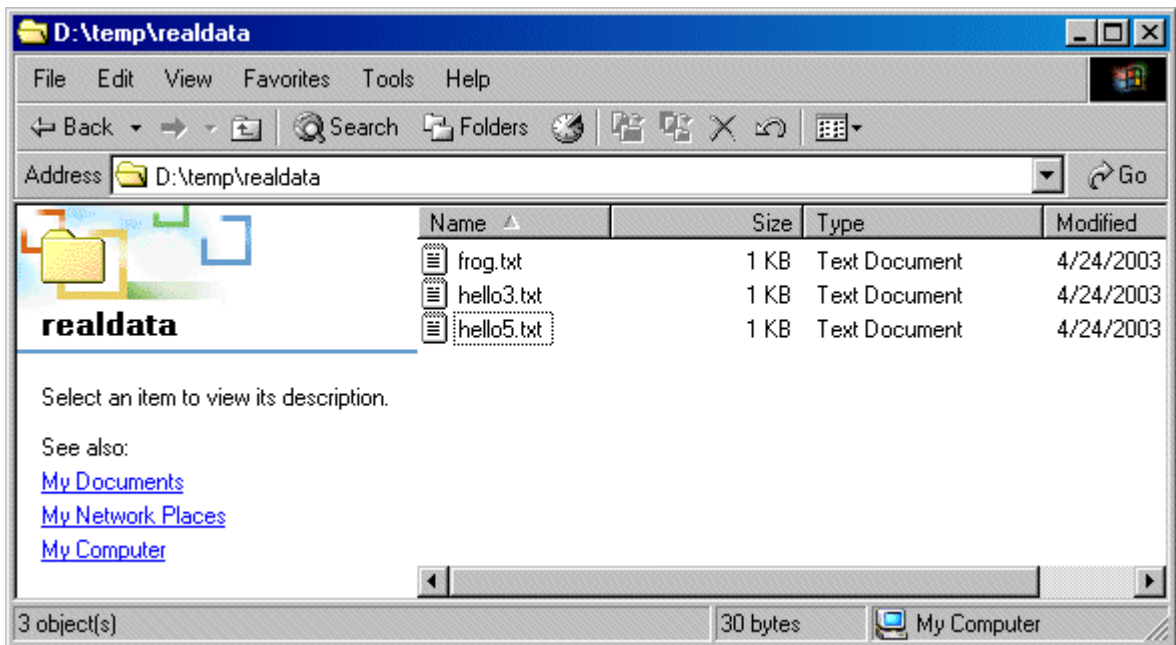 D:\temp\realdata
File Edit View Favorites Tools Help
Back Search Folders
Address D:\temp\realdata Go
Name Size Type Modified
frog.txt 1 KB Text Document 4/24/2003
hello3.txt 1 KB Text Document 4/24/2003
hello5.txt 1 KB Text Document 4/24/2003
realdata
Select an item to view its description.
See also:
My Documents
My Network Places
My Computer
3 object(s) 30 bytes My Computer